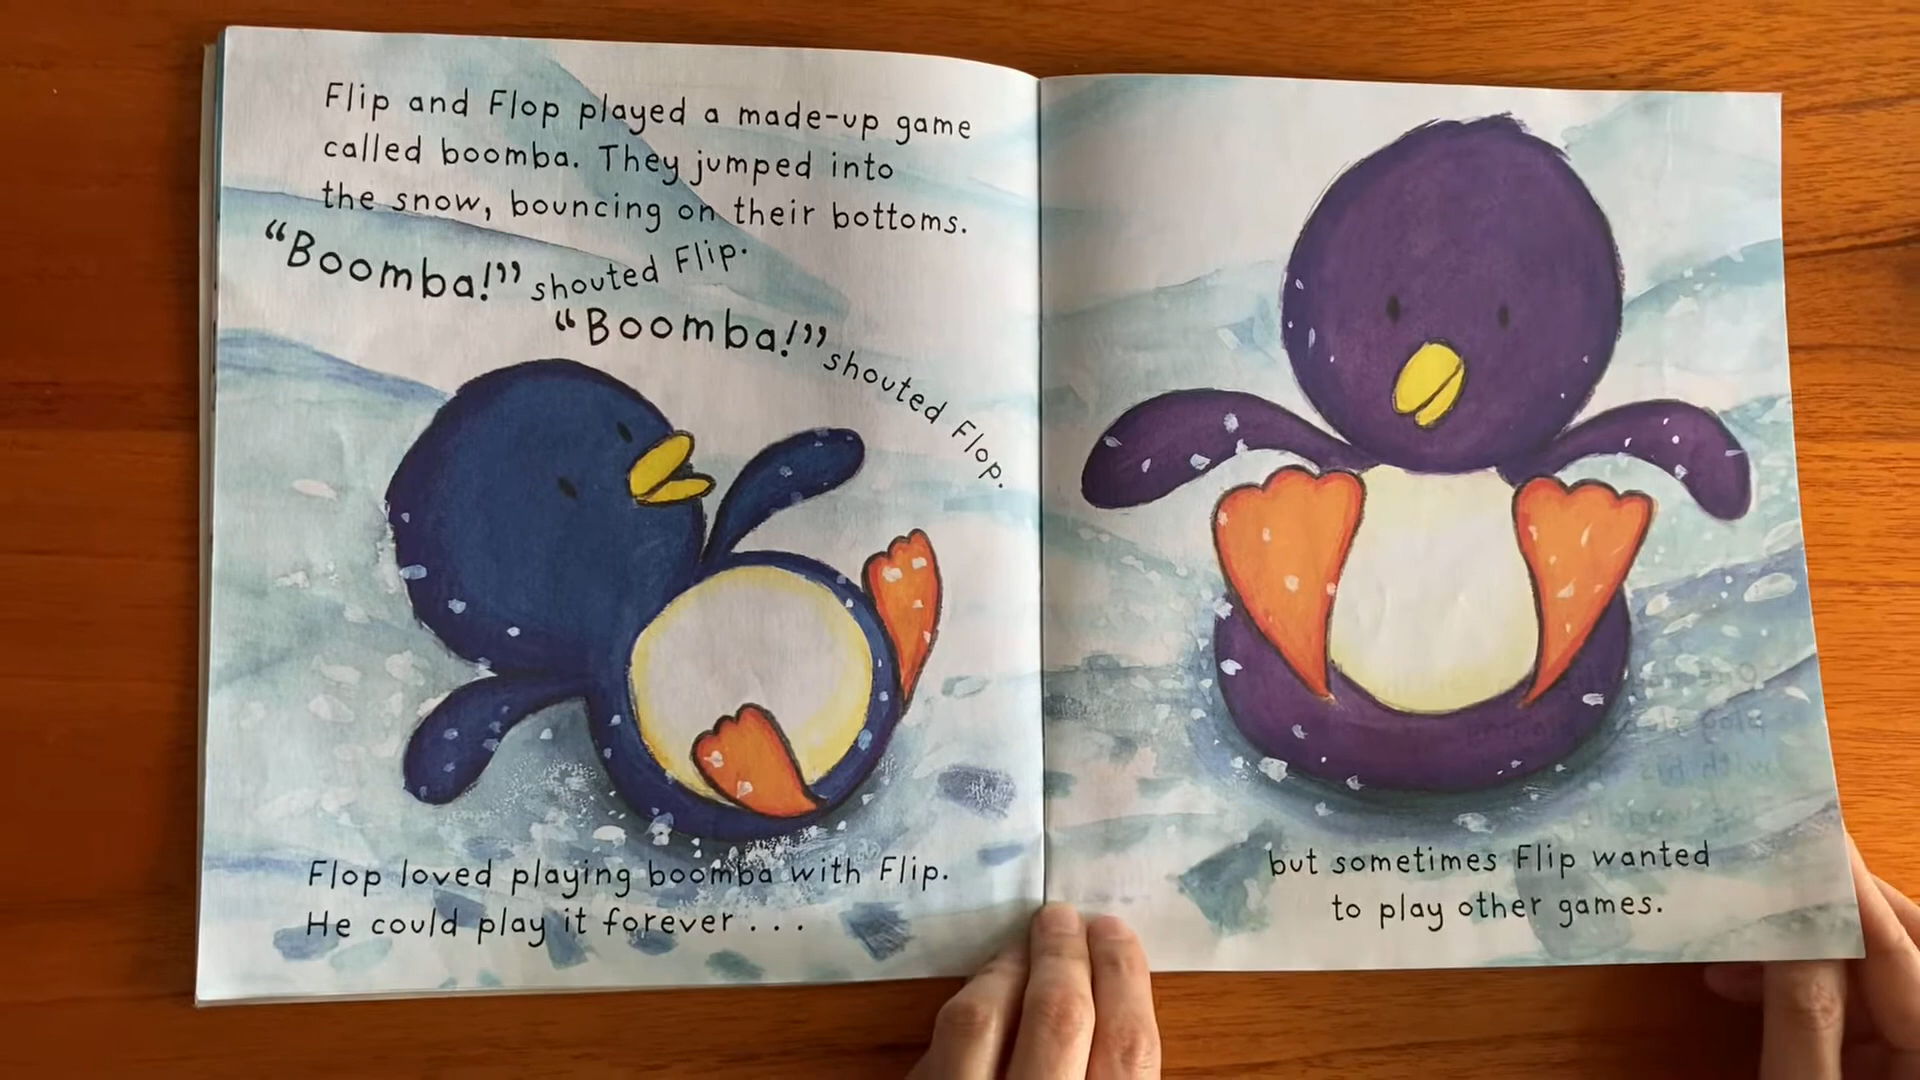 Flip and Flop played a made-up game
called boomba. They jumped into
the snow, bouncing on their bottoms.
“Boomba!” shouted Flip.
“Boomba!” shouted Flop.
Flop loved playing boomba with Flip.
He could play it forever . . .
but sometimes Flip wanted
to play other games.